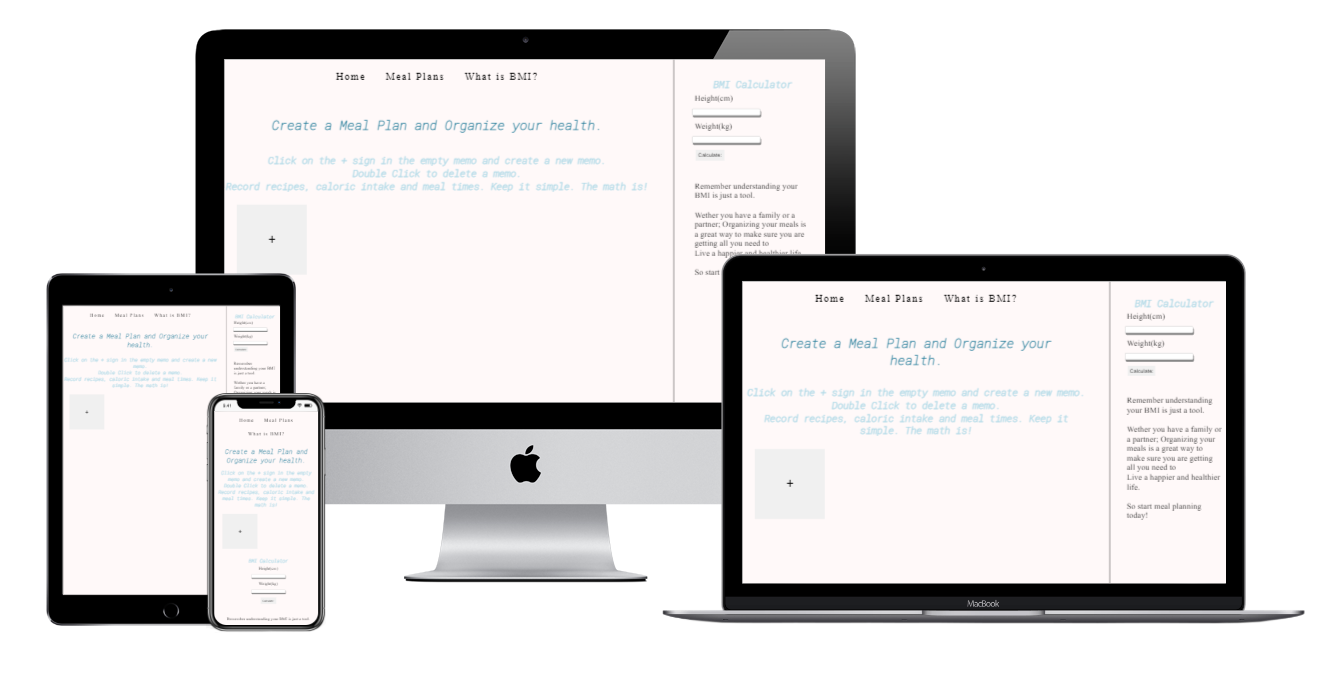 Home Meal Plans What is BMI?
Create a Meal Plan and Organize your health.
Click on the + sign in the empty memo and create a new memo.
Double Click to delete a memo.
Record recipes, caloric intake and meal times. Keep it simple. The math is!
+
BMI Calculator
Height(cm)
Weight(kg)
Calculate
Remember understanding your
BMI is just a tool.
Wether you have a family or a
partner; Organizing your meals is
a great way to make sure you are
getting all you need to
Live a happier and healthier life.
So start
Home Meal Plans What is BMI?
Create a Meal Plan and Organize your
health.
Click on the + sign in the empty memo and create a new
memo.
Double Click to delete a memo.
Record recipes, caloric intake and meal times. Keep it
simple. The math is!
+
BMI Calculator
Height(cm)
Weight(kg)
Calculate
Remember
understanding your BMI
is just a tool.
Wether you have a
family or a partner;
Organizing your meals is
9:41
Home Meal Plans
What is BMI?
Create a Meal Plan and
Organize your health.
Click on the + sign in the empty
memo and create a new memo.
Double Click to delete a memo.
Record recipes, caloric intake and
meal times. Keep it simple. The
math is!
+
BMI Calculator
Height(cm)
Weight(kg)
Calculate
Remember understanding your BMI is just a tool.
Home Meal Plans What is BMI?
Create a Meal Plan and Organize your
health.
Click on the + sign in the empty memo and create a new memo.
Double Click to delete a memo.
Record recipes, caloric intake and meal times. Keep it
simple. The math is!
+
BMI Calculator
Height(cm)
Weight(kg)
Calculate
Remember understanding
your BMI is just a tool.
Wether you have a family or
a partner; Organizing your
meals is a great way to
make sure you are getting
all you need to
Live a happier and healthier
life.
So start meal planning
today!
MacBook